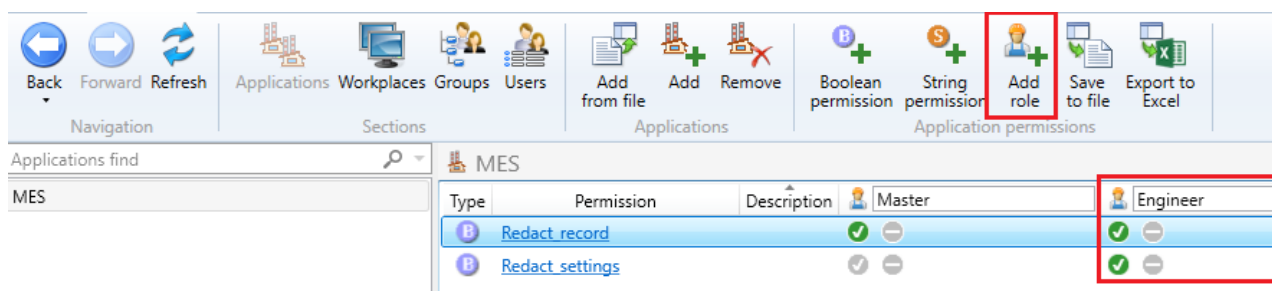 Back Forward Refresh Applications Workplaces Groups Users Add from file Add Remove Boolean permission String permission Add role Save to file Export to Excel
Navigation Sections Applications Application permissions
Applications find MES
MES Type Permission Description Master Engineer
B Redact_record
B Redact_settings